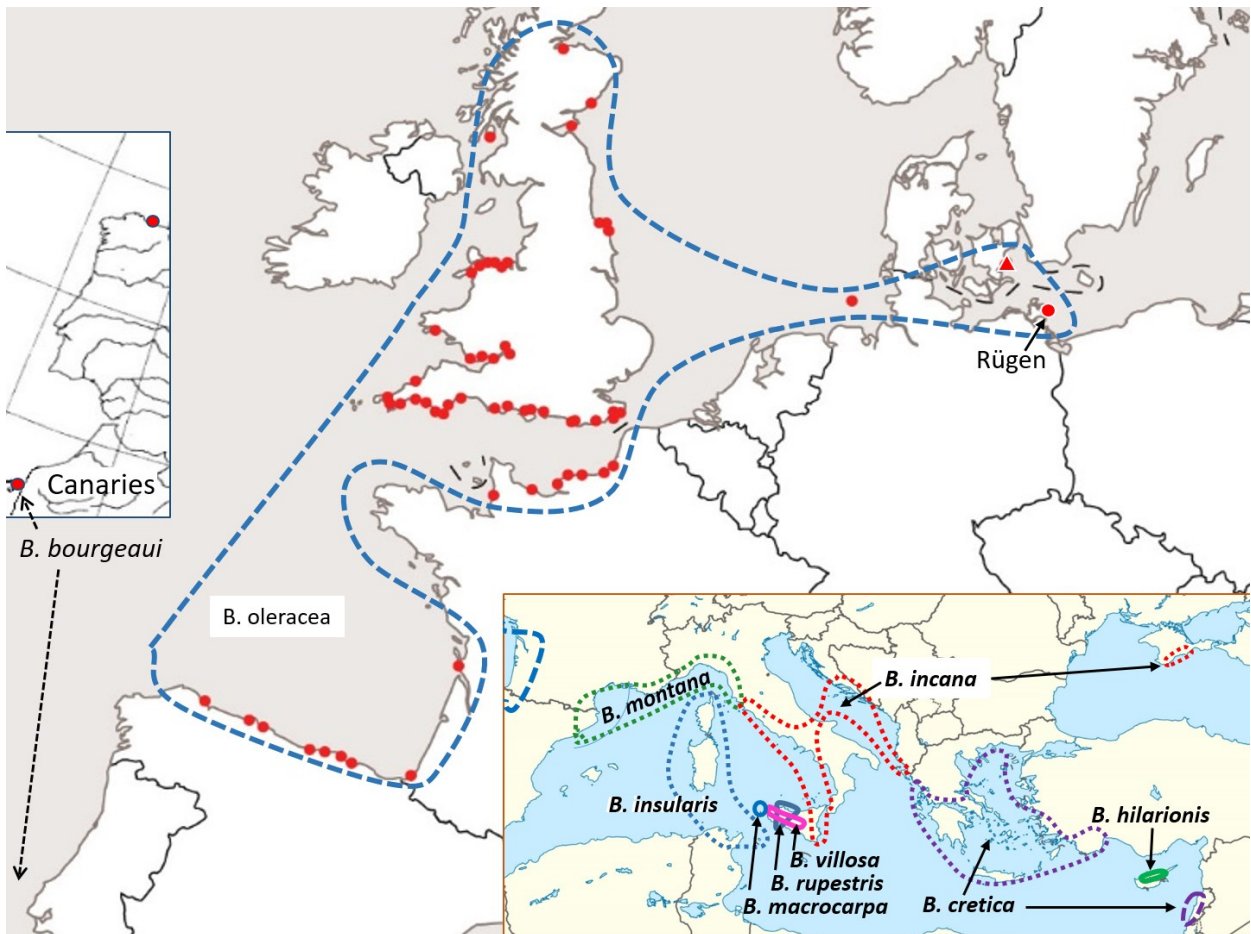 Rügen
Canaries
B. bourgeaui
B. oleracea
B. incana
B. montana
B. insularis
B. hilarionis
B. villosa
B. rupestris
B. macrocarpa
B. cretica